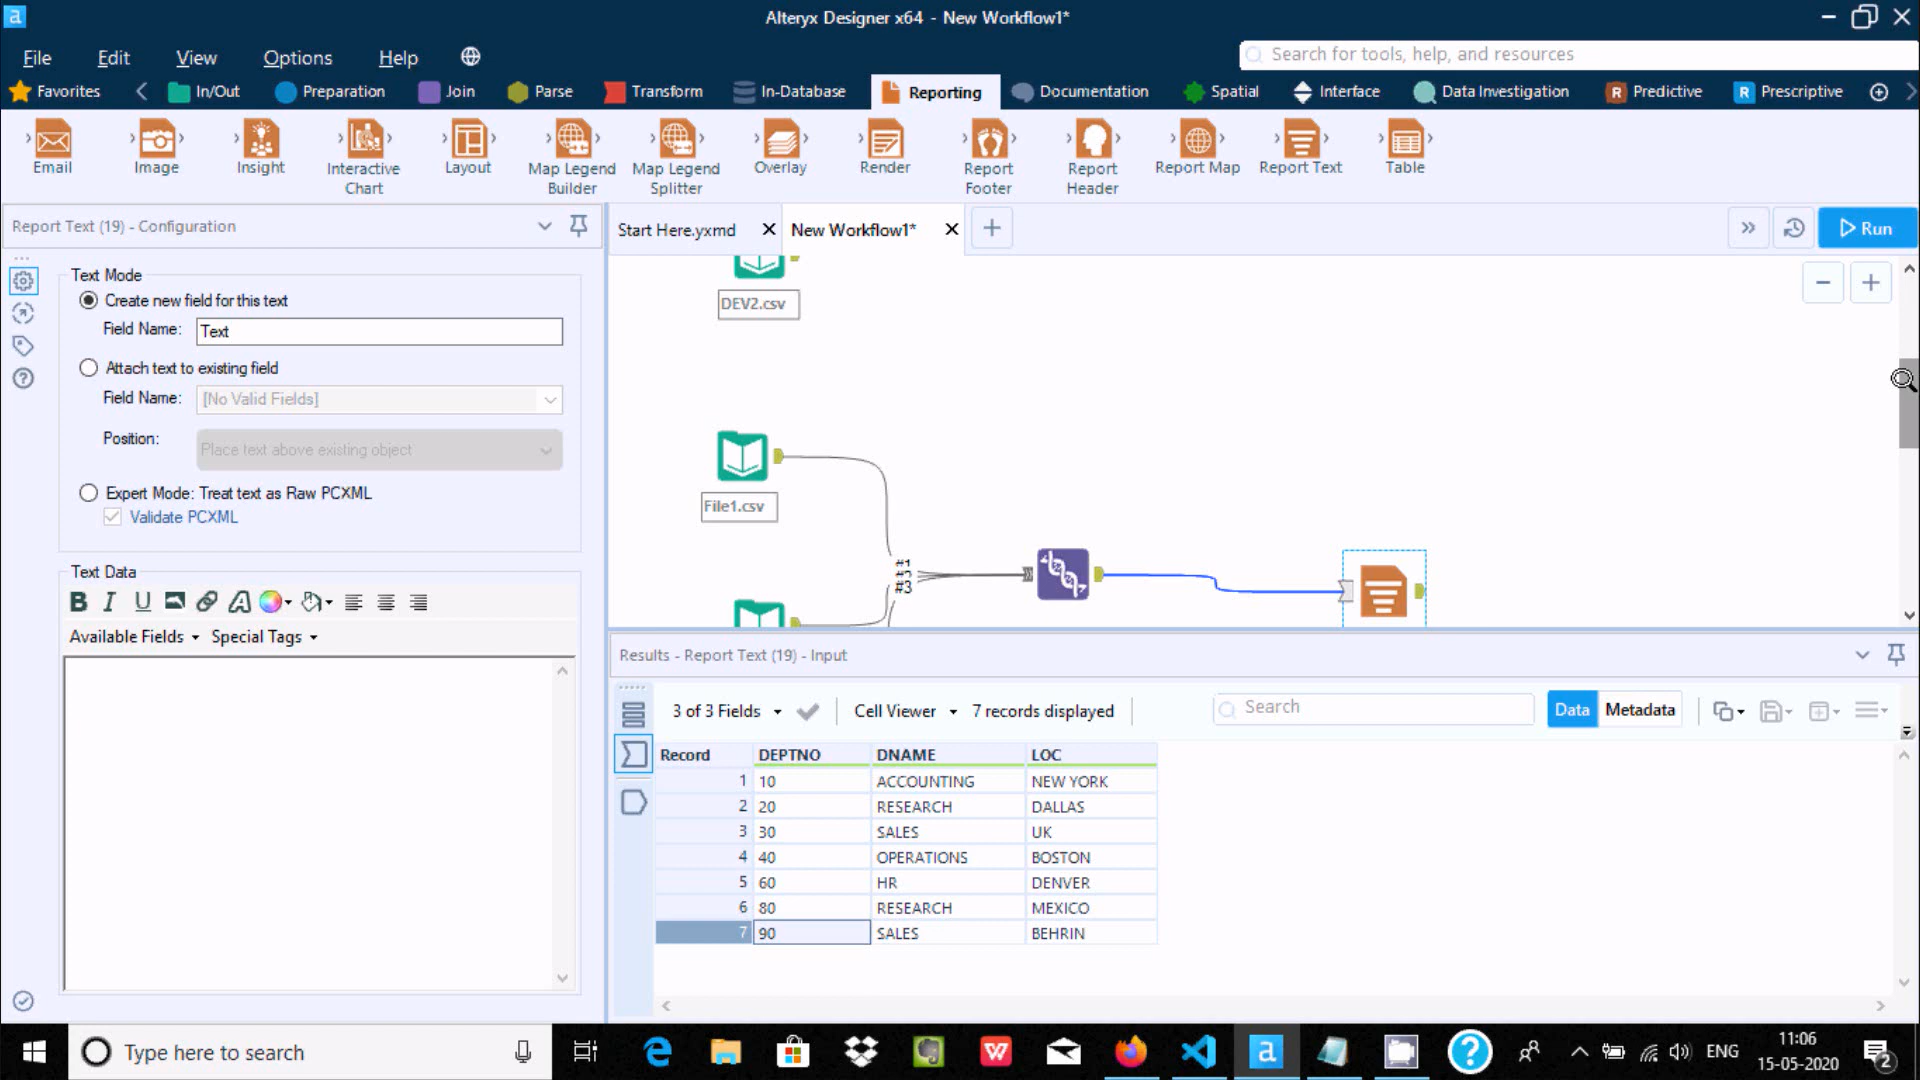 Alteryx Designer x64 - New Workflow1*
File Edit View Options Help
Search for tools, help, and resources
Favorites In/Out Preparation Join Parse Transform In-Database Reporting Documentation Spatial Interface Data Investigation Predictive Prescriptive
Email Image Insight Interactive Chart Layout Map Legend Builder Map Legend Splitter Overlay Render Report Footer Report Header Report Map Report Text Table
Report Text (19) - Configuration
Start Here.yxmd
New Workflow1*
Run
Text Mode
Create new field for this text
Field Name: Text
Attach text to existing field
Field Name: [No Valid Fields]
Position: Place text above existing object
Expert Mode: Treat text as Raw PCXML
Validate PCXML
Text Data
B I U A
Available Fields Special Tags
DEV2.csv
File1.csv
#1
#3
Results - Report Text (19) - Input
3 of 3 Fields Cell Viewer 7 records displayed Search Data Metadata
Record DEPTNO DNAME LOC
1 10 ACCOUNTING NEW YORK
2 20 RESEARCH DALLAS
3 30 SALES UK
4 40 OPERATIONS BOSTON
5 60 HR DENVER
6 80 RESEARCH MEXICO
7 90 SALES BEHRIN
Type here to search
ENG
11:06
15-05-2020
2